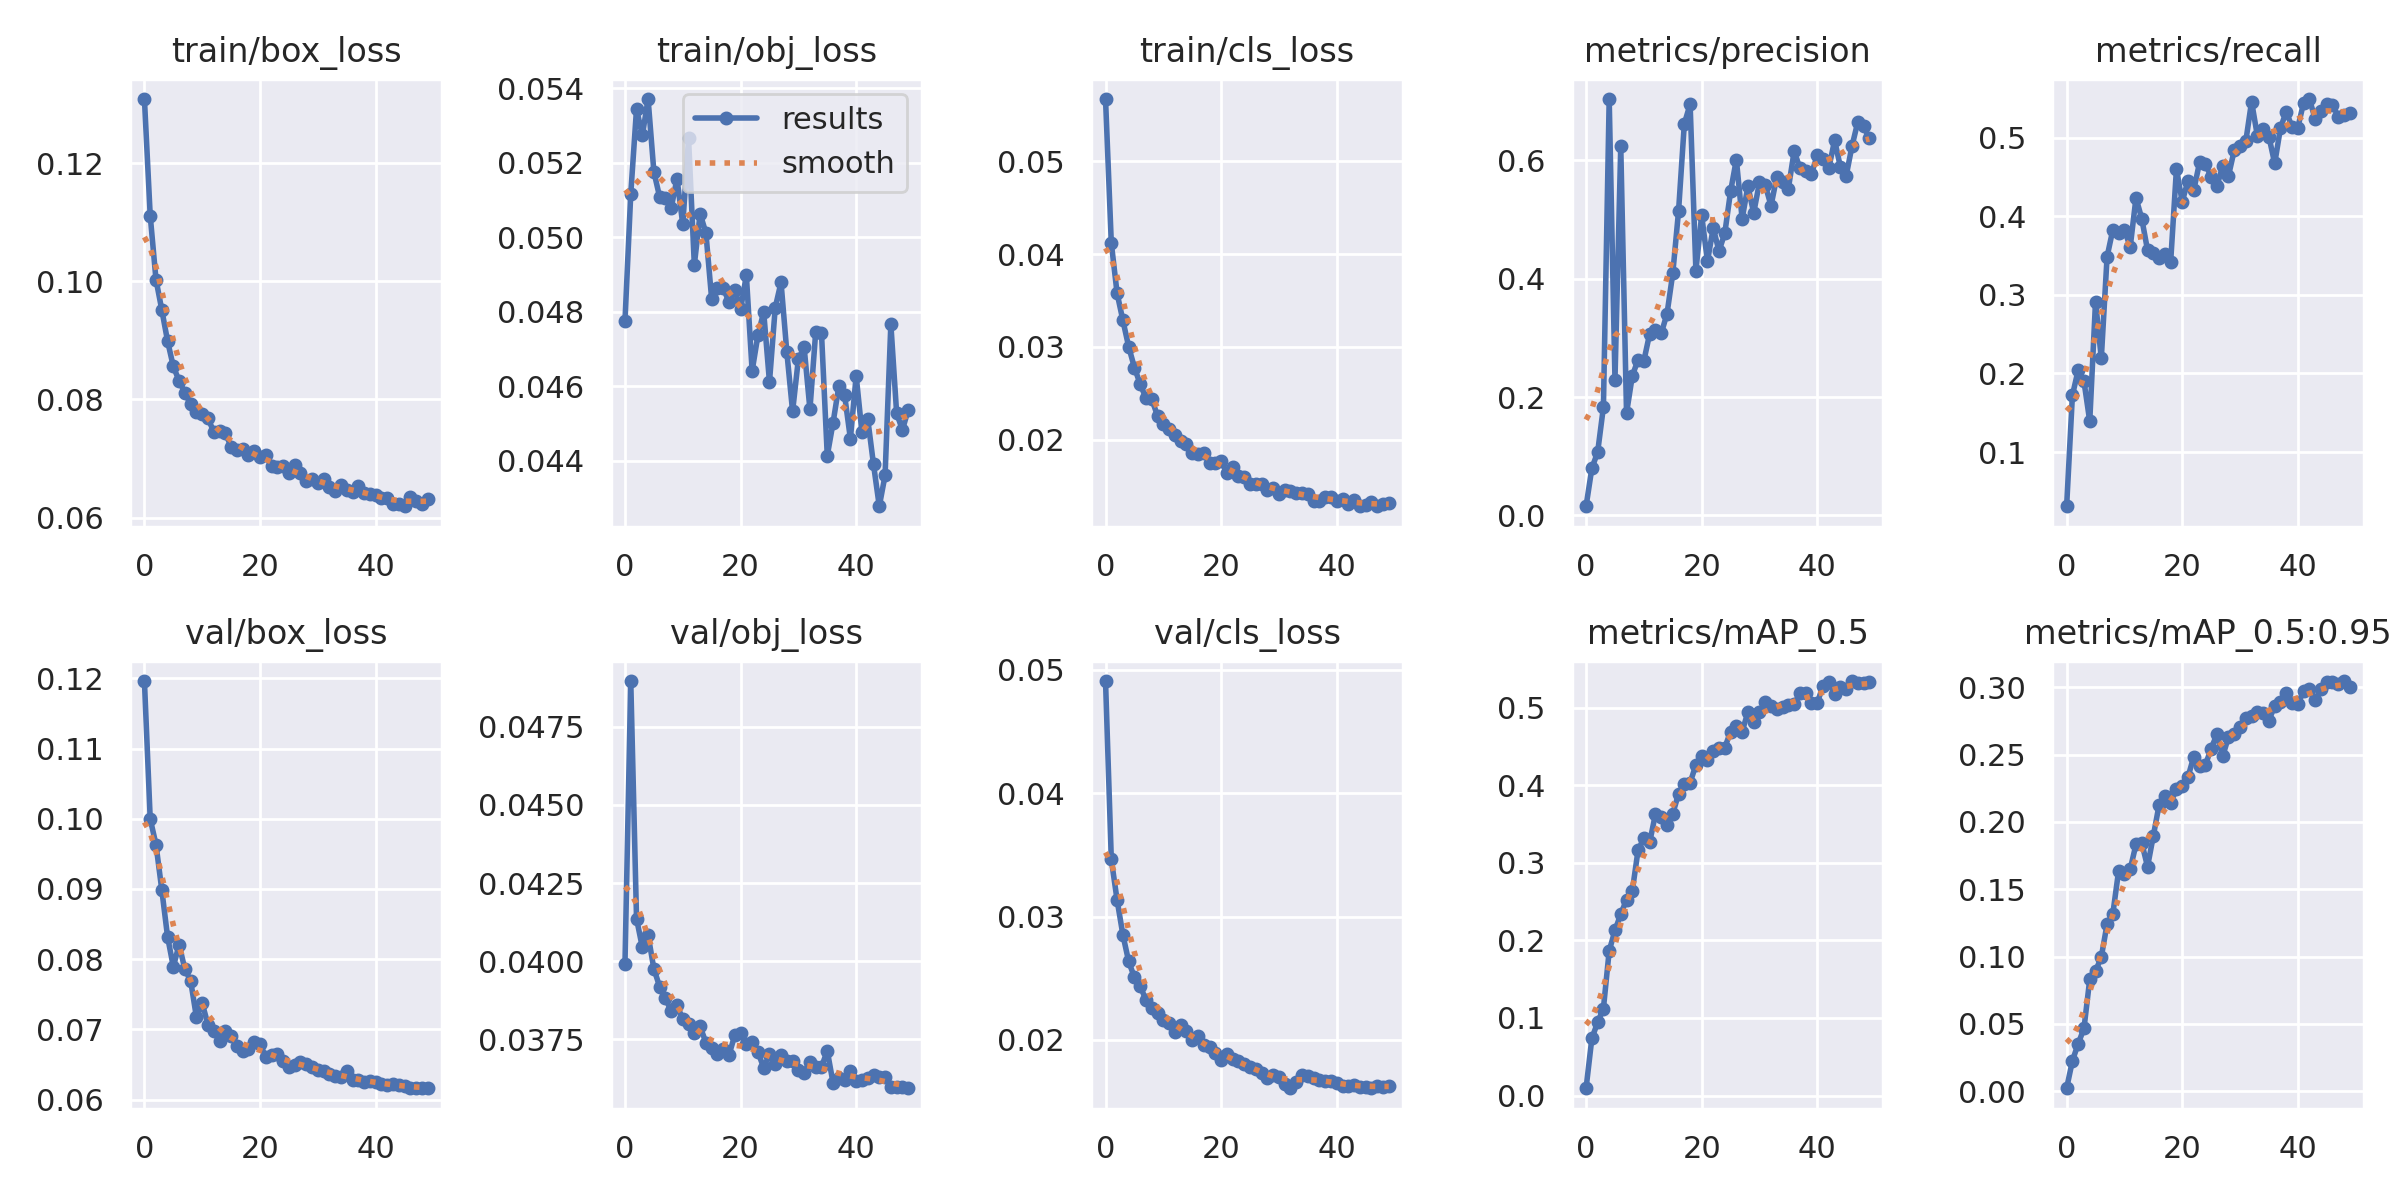 train/box_loss
0.12
0.10
0.08
0.06
0 20 40
train/obj_loss
0.054
0.052
0.050
0.048
0.046
0.044
results
smooth
0 20 40
train/cls_loss
0.05
0.04
0.03
0.02
0 20 40
metrics/precision
0.6
0.4
0.2
0.0
0 20 40
metrics/recall
0.5
0.4
0.3
0.2
0.1
0 20 40
val/box_loss
0.12
0.11
0.10
0.09
0.08
0.07
0.06
0 20 40
val/obj_loss
0.0475
0.0450
0.0425
0.0400
0.0375
0 20 40
val/cls_loss
0.05
0.04
0.03
0.02
0 20 40
metrics/mAP_0.5
0.5
0.4
0.3
0.2
0.1
0.0
0 20 40
metrics/mAP_0.5:0.95
0.30
0.25
0.20
0.15
0.10
0.05
0.00
0 20 40